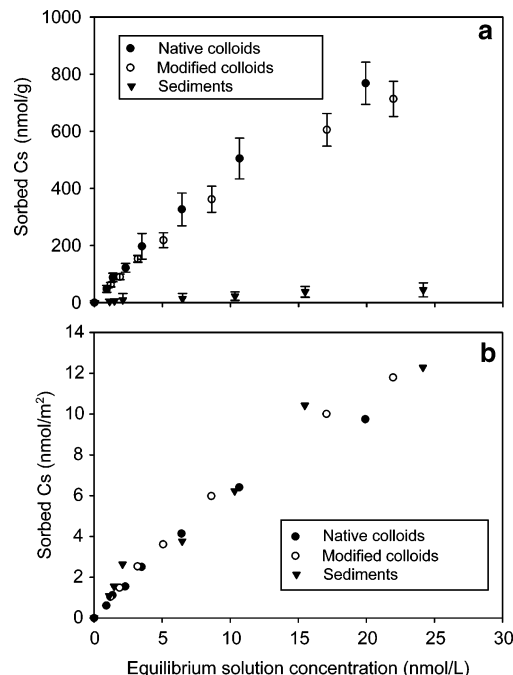 a
Native colloids
Modified colloids
Sediments
Sorbed Cs (nmol/g)
1000
800
600
400
200
0
b
Sorbed Cs (nmol/m²)
14
12
10
8
6
4
2
0
Native colloids
Modified colloids
Sediments
0 5 10 15 20 25 30
Equilibrium solution concentration (nmol/L)